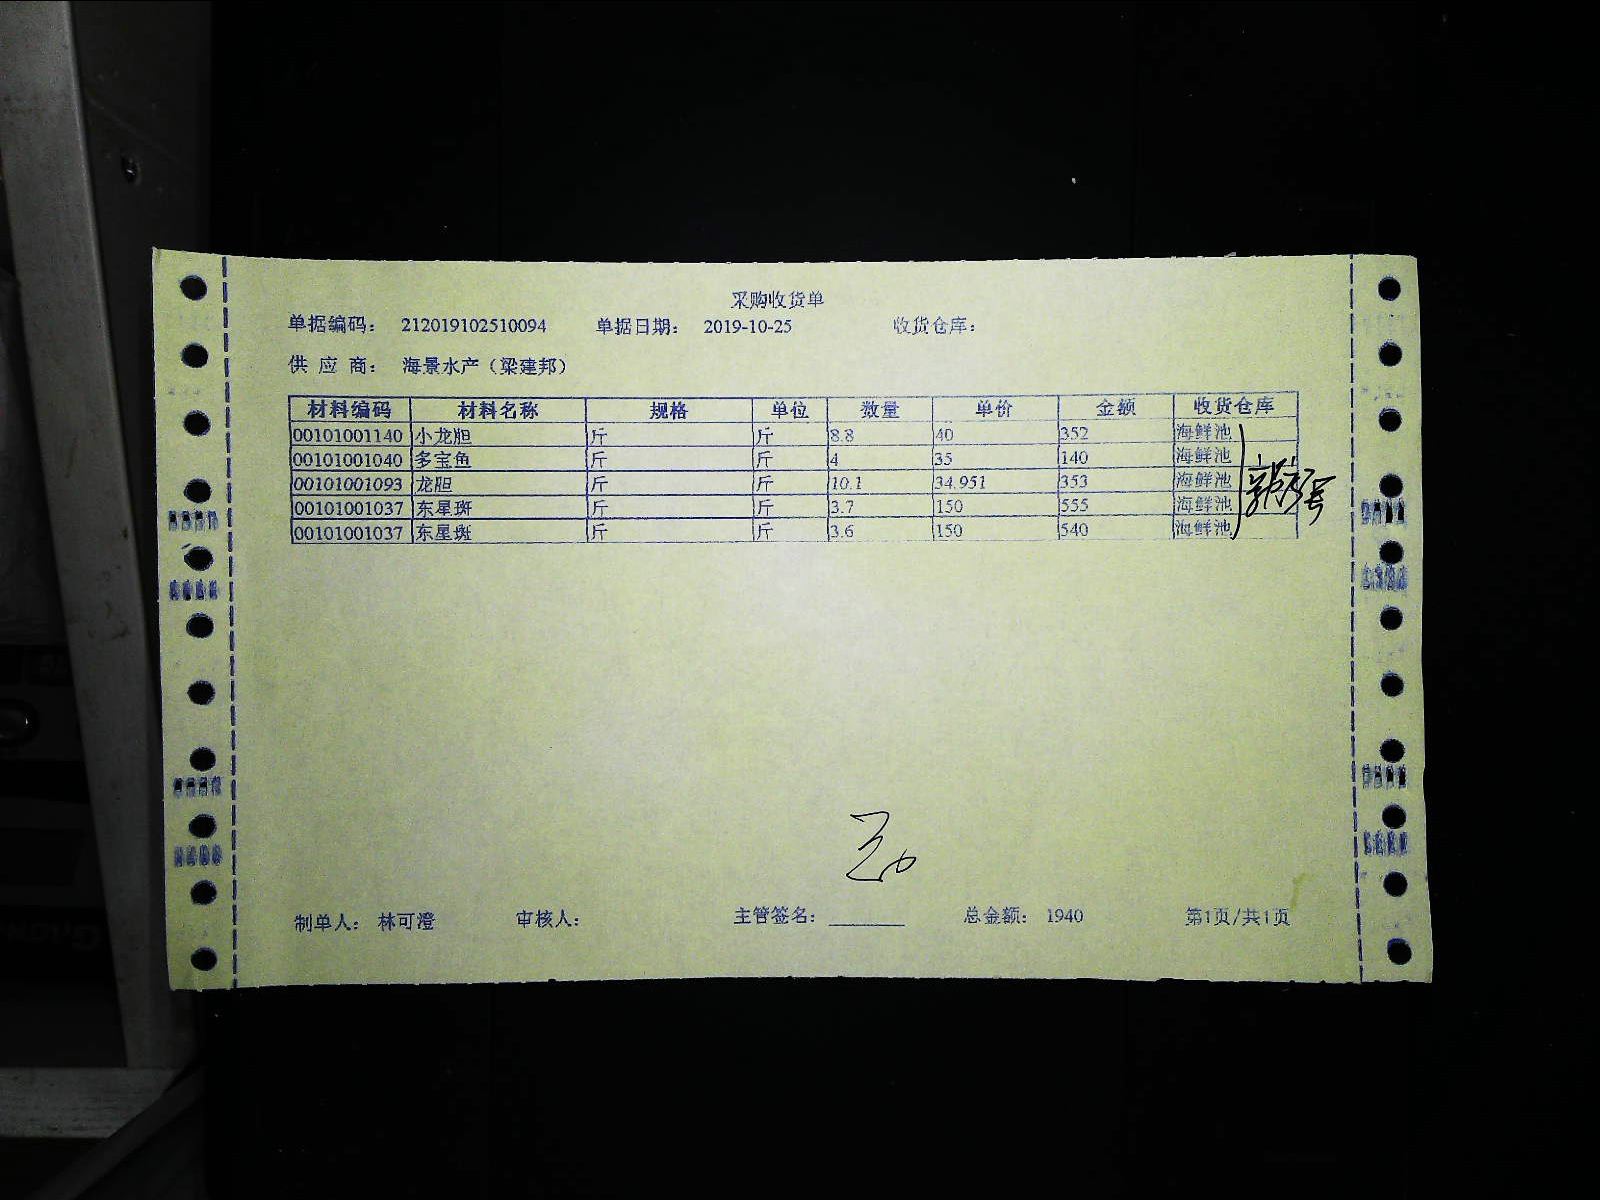 采购收货单
单据编码： 212019102510094 单据日期： 2019-10-25 收货仓库：
供 应 商： 海景水产（梁建邦）
材料编码 材料名称 规格 单位 数量 单价 金额 收货仓库
00101001140 小龙胆 斤 斤 8.8 40 352 海鲜池
00101001040 多宝鱼 斤 斤 4 35 140 海鲜池
00101001093 龙胆 斤 斤 10.1 34.951 353 海鲜池
00101001037 东星斑 斤 斤 3.7 150 555 海鲜池
00101001037 东星斑 斤 斤 3.6 150 540 海鲜池
制单人： 林可澄 审核人： 主管签名： 总金额： 1940 第1页/共1页